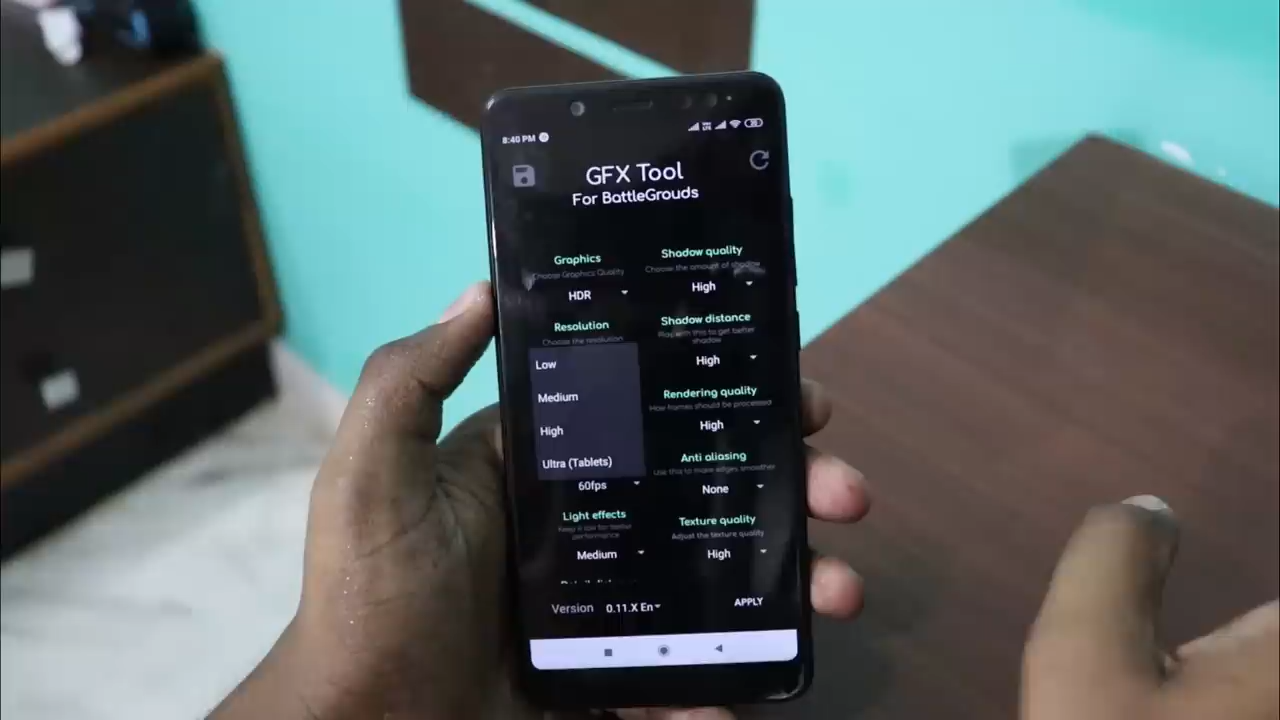 8:40 PM
GFX Tool
For BattleGrouds
Graphics
Choose Graphics Quality
HDR
Resolution
Choose the resolution
Low
Medium
High
Ultra (Tablets)
60fps
Light effects
Keep it low for better
performance
Medium
Shadow quality
Choose the amount of shadow
High
Shadow distance
Play with this to get better
shadow
High
Rendering quality
How frames should be processed
High
Anti aliasing
Use this to make edges smoother
None
Texture quality
Adjust the texture quality
High
Version 0.11.X En
APPLY